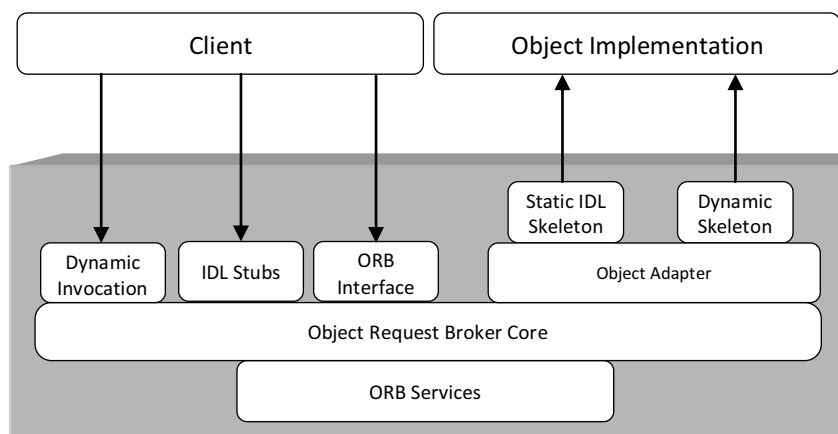 Client
Object Implementation
Static IDL
Skeleton
Dynamic
Skeleton
Dynamic
Invocation
IDL Stubs
ORB
Interface
Object Adapter
Object Request Broker Core
ORB Services